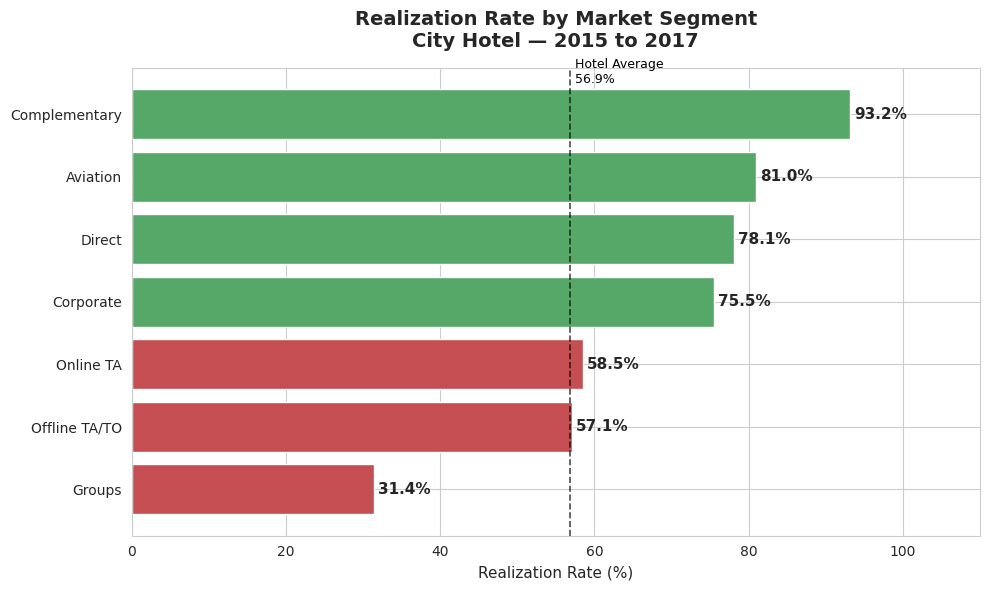 Realization Rate by Market Segment
City Hotel — 2015 to 2017
Hotel Average
56.9%
Complementary 93.2%
Aviation 81.0%
Direct 78.1%
Corporate 75.5%
Online TA 58.5%
Offline TA/TO 57.1%
Groups 31.4%
0 20 40 60 80 100
Realization Rate (%)